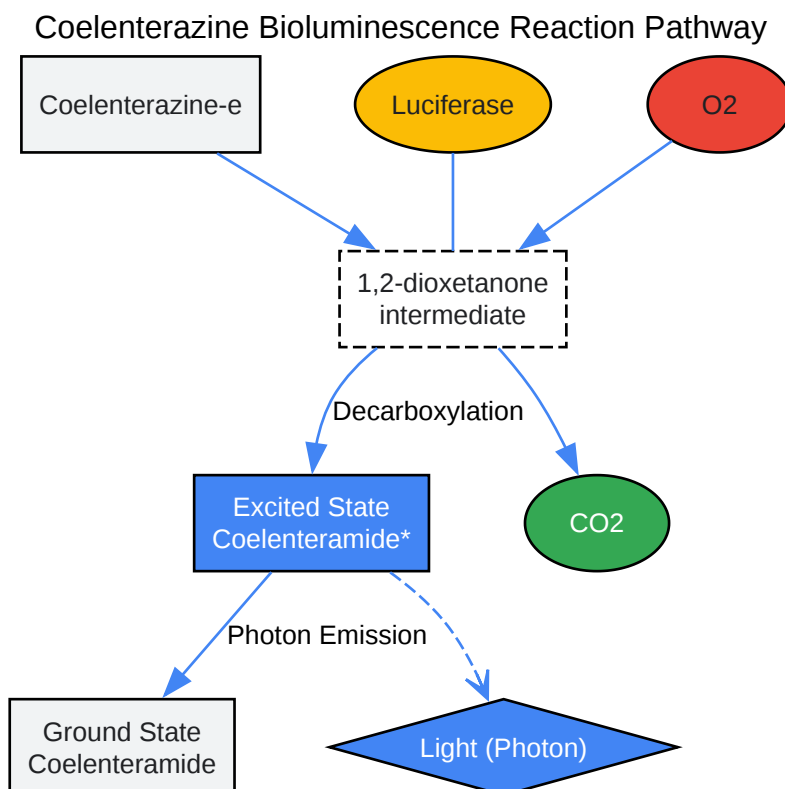 Coelenterazine Bioluminescence Reaction Pathway
Coelenterazine-e
Luciferase
O2
1,2-dioxetanone
intermediate
Decarboxylation
Excited State
Coelenteramide*
CO2
Photon Emission
Ground State
Coelenteramide
Light (Photon)